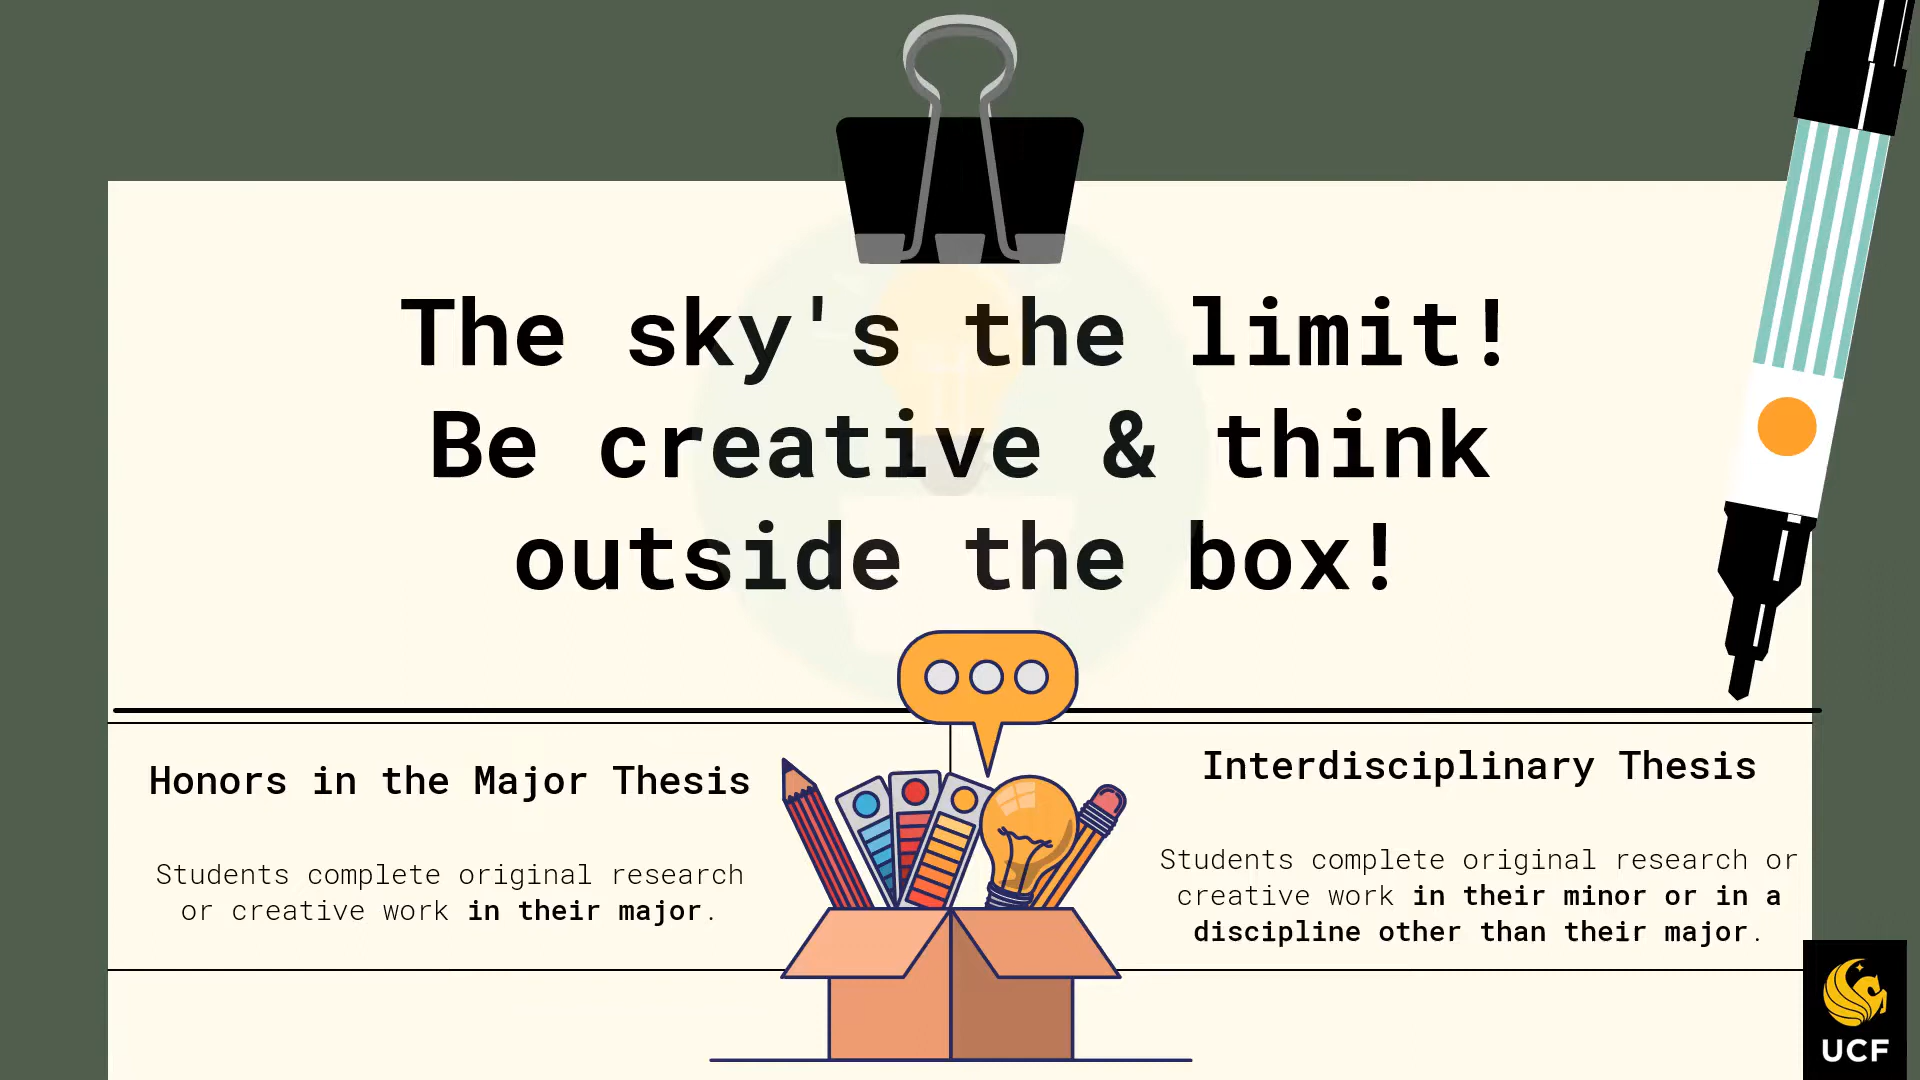 The sky's the limit!
Be creative & think
outside the box!
Honors in the Major Thesis
Students complete original research
or creative work in their major.
Interdisciplinary Thesis
Students complete original research or
creative work in their minor or in a
discipline other than their major.
UCF